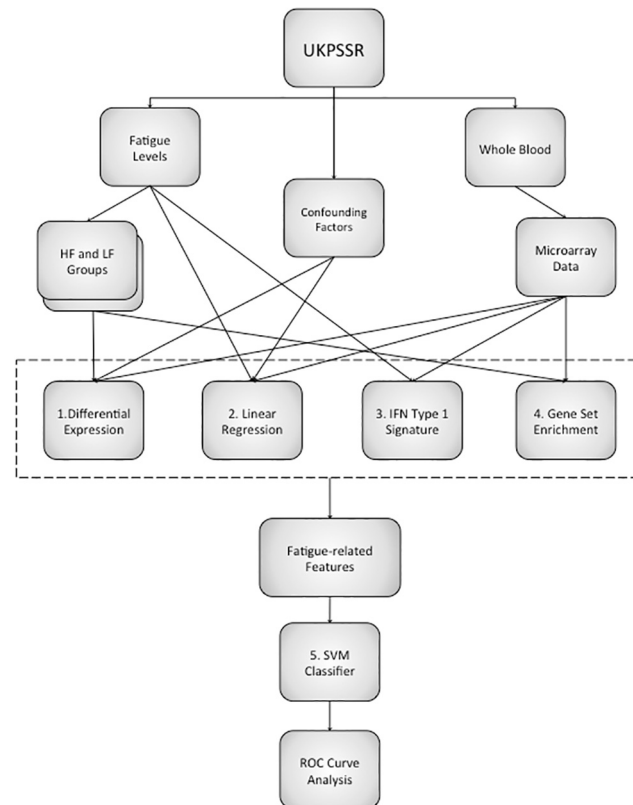 UKPSSR
Fatigue
Levels
Whole Blood
Confounding
Factors
HF and LF
Groups
Microarray
Data
1.Differential
Expression
2. Linear
Regression
3. IFN Type 1
Signature
4. Gene Set
Enrichment
Fatigue-related
Features
5. SVM
Classifier
ROC Curve
Analysis